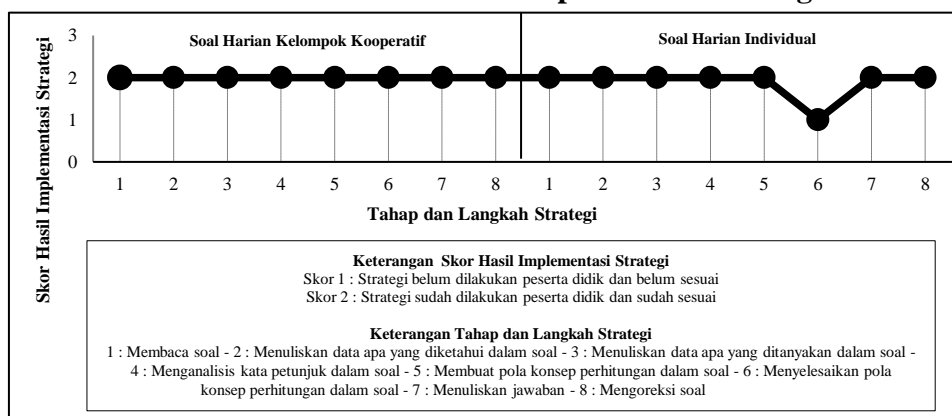 3
2
1
0
Skor Hasil Implementasi Strategi
Soal Harian Kelompok Kooperatif
Soal Harian Individual
1 2 3 4 5 6 7 8 1 2 3 4 5 6 7 8
Tahap dan Langkah Strategi
Keterangan Skor Hasil Implementasi Strategi
Skor 1 : Strategi belum dilakukan peserta didik dan belum sesuai
Skor 2 : Strategi sudah dilakukan peserta didik dan sudah sesuai
Keterangan Tahap dan Langkah Strategi
1 : Membaca soal - 2 : Menuliskan data apa yang diketahui dalam soal - 3 : Menuliskan data apa yang ditanyakan dalam soal -
4 : Menganalisis kata petunjuk dalam soal - 5 : Membuat pola konsep perhitungan dalam soal - 6 : Menyelesaikan pola
konsep perhitungan dalam soal - 7 : Menuliskan jawaban - 8 : Mengoreksi soal